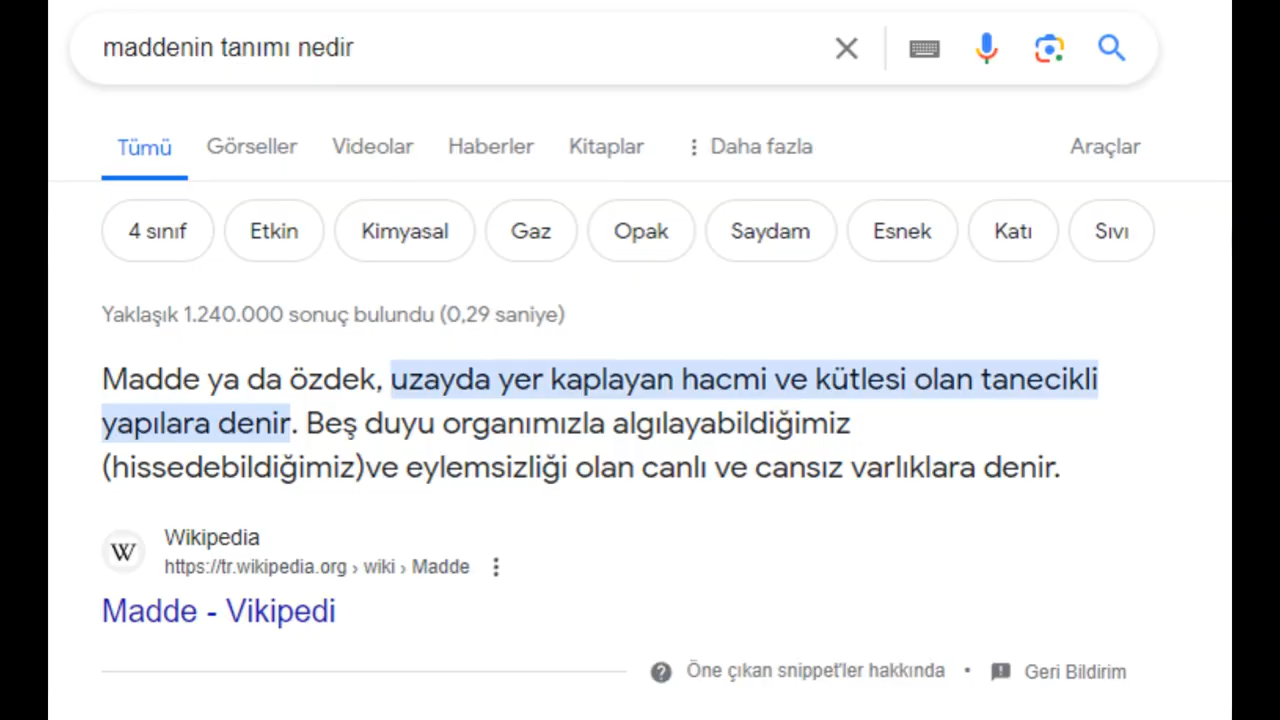 maddenin tanımı nedir
Tümü Görseller Videolar Haberler Kitaplar Daha fazla Araçlar
4 sınıf Etkin Kimyasal Gaz Opak Saydam Esnek Katı Sıvı
Yaklaşık 1.240.000 sonuç bulundu (0,29 saniye)
Madde ya da özdek, uzayda yer kaplayan hacmi ve kütlesi olan tanecikli
yapılara denir. Beş duyu organımızla algılayabildiğimiz
(hissedebildiğimiz)ve eylemsizliği olan canlı ve cansız varlıklara denir.
W
Wikipedia
https://tr.wikipedia.org › wiki › Madde
Madde - Vikipedi
Öne çıkan snippet'ler hakkında • Geri Bildirim